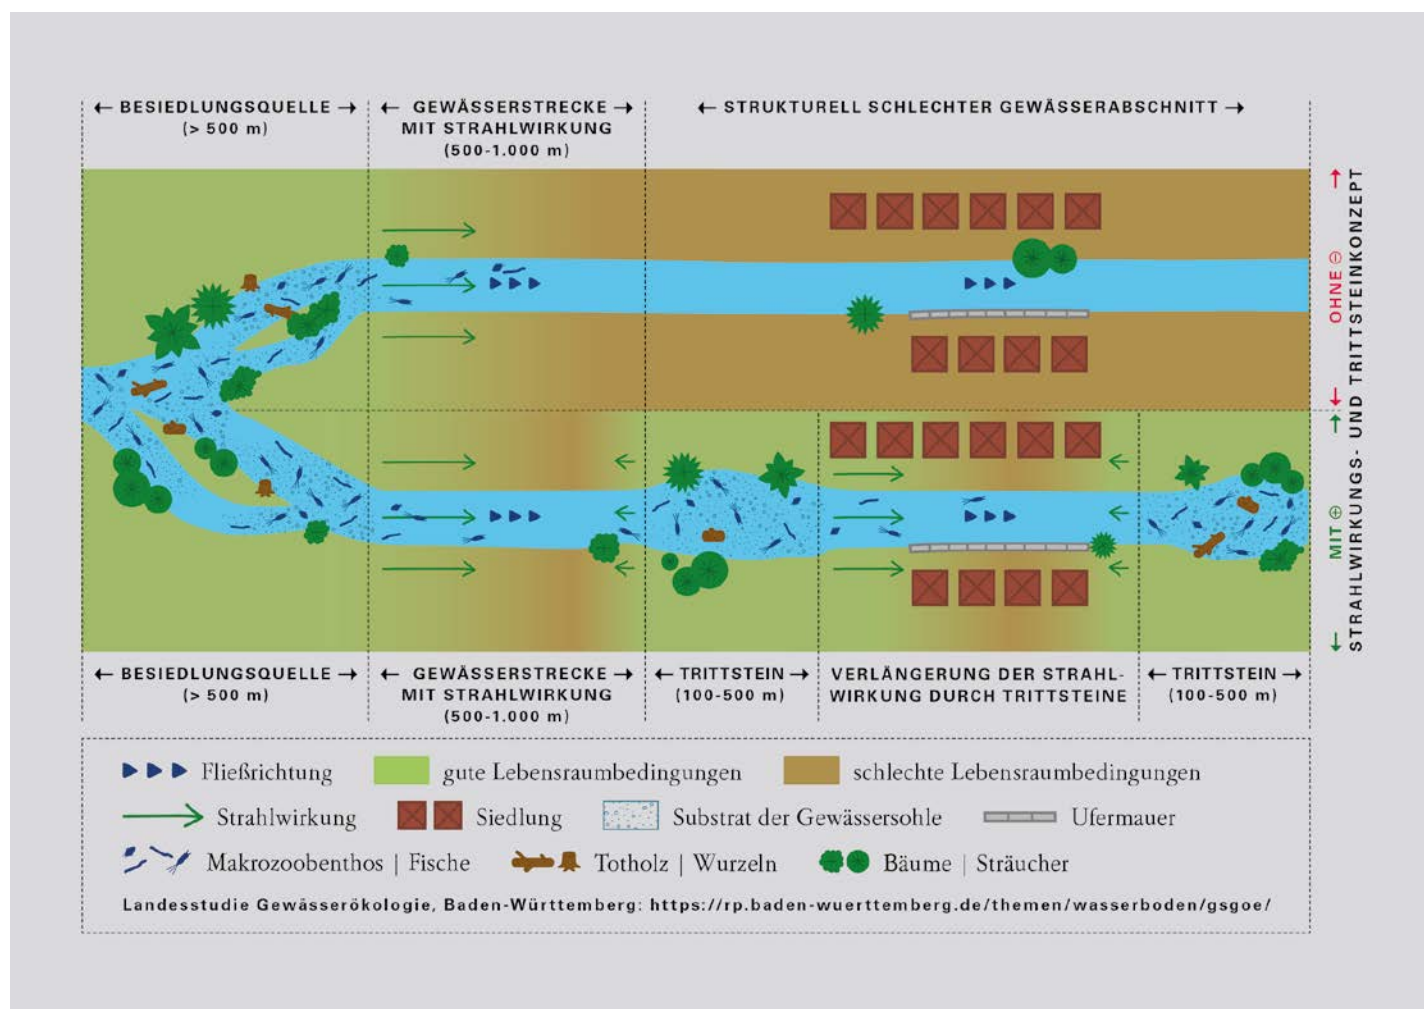 ← BESIEDLUNGSQUELLE →
(> 500 m)
← GEWÄSSERSTRECKE →
MIT STRAHLWIRKUNG
(500-1.000 m)
← STRUKTURELL SCHLECHTER GEWÄSSERABSCHNITT →
← OHNE ⊖ →
← MIT ⊕ →
STRAHLWIRKUNGS- UND TRITTSTEINKONZEPT
← BESIEDLUNGSQUELLE →
(> 500 m)
← GEWÄSSERSTRECKE →
MIT STRAHLWIRKUNG
(500-1.000 m)
← TRITTSTEIN →
(100-500 m)
VERLÄNGERUNG DER STRAHL-
WIRKUNG DURCH TRITTSTEINE
← TRITTSTEIN →
(100-500 m)
Fließrichtung gute Lebensraumbedingungen schlechte Lebensraumbedingungen
Strahlwirkung Siedlung Substrat der Gewässersohle Ufermauer
Makrozoobenthos | Fische Totholz | Wurzeln Bäume | Sträucher
Landesstudie Gewässerökologie, Baden-Württemberg: https://rp.baden-wuerttemberg.de/themen/wasserboden/gsgoe/